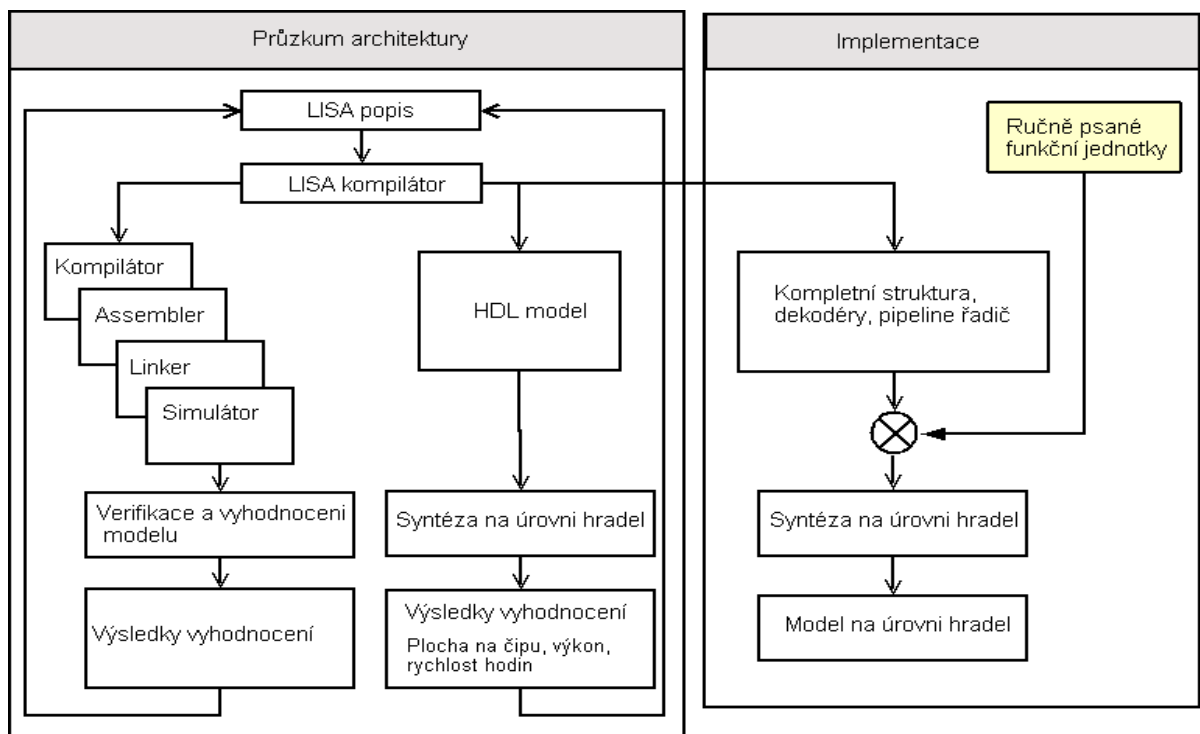 Průzkum architektury
LISA popis
LISA kompilátor
Kompilátor
Assembler
Linker
Simulátor
Verifikace a vyhodnoceni
modelu
Výsledky vyhodnocení
HDL model
Syntéza na úrovni hradel
Výsledky vyhodnocení
Plocha na čipu, výkon,
rychlost hodin
Implementace
Ručně psané
funkční jednotky
Kompletní struktura,
dekodéry, pipeline řadič
Syntéza na úrovni hradel
Model na úrovni hradel